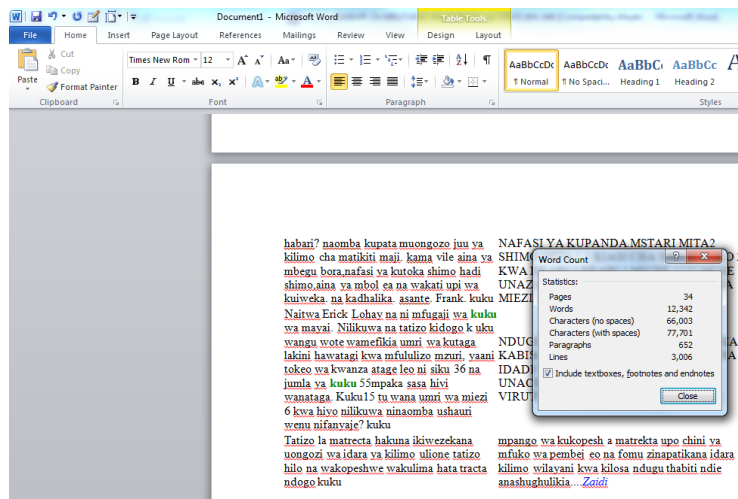 Document1 - Microsoft Word
Table Tools
File Home Insert Page Layout References Mailings Review View Design Layout
Cut
Copy
Format Painter
Paste
Times New Rom 12
AaBbCcDc AaBbCcDc AaBbCc AaBbCc
¶ Normal ¶ No Spaci... Heading 1 Heading 2
Clipboard Font Paragraph Styles
habari? naomba kupata muongozo juu ya
kilimo cha matikiti maji. kama vile aina ya
mbegu bora,nafasi ya kutoka shimo hadi
shimo,aina ya mbol ea na wakati upi wa
kuiweka. na kadhalika. asante. Frank. kuku
Naitwa Erick Lohay na ni mfugaji wa kuku
wa mayai. Nilikuwa na tatizo kidogo k uku
wangu wote wamefikia umri wa kutaga
lakini hawatagi kwa mfululizo mzuri, yaani
tokeo wa kwanza atage leo ni siku 36 na
jumla ya kuku 55mpaka sasa hivi
wanataga. Kuku15 tu wana umri wa miezi
6 kwa hiyo nilikuwa ninaomba ushauri
wenu nifanyaje? kuku
Tatizo la matrecta hakuna ikiwezekana
uongozi wa idara ya kilimo ulione tatizo
hilo na wakopeshwe wakulima hata tracta
ndogo kuku
NAFASI YA KUPANDA MSTARI MITA2
KWA
MIEZI
mpango wa kukopesh a matrekta upo chini ya
mfuko wa pembej eo na fomu zinapatikana idara
kilimo wilayani kwa kilosa ndugu thabiti ndie
anashughulikia....Zaidi
Word Count
Statistics:
Pages 34
Words 12,342
Characters (no spaces) 66,003
Characters (with spaces) 77,701
Paragraphs 652
Lines 3,006
Include textboxes, footnotes and endnotes
Close